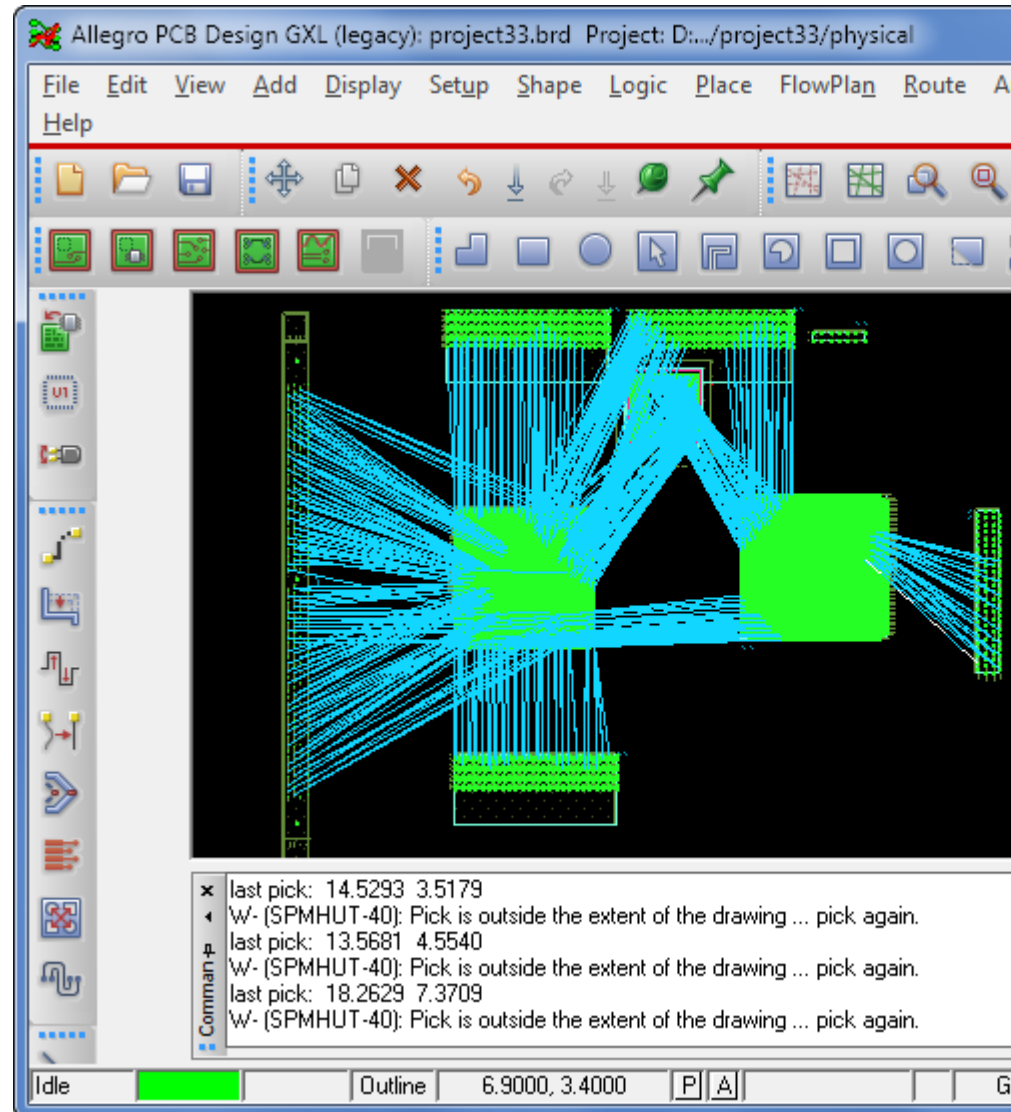 Allegro PCB Design GXL (legacy): project33.brd Project: D:.../project33/physical
File Edit View Add Display Setup Shape Logic Place FlowPlan Route A
Help
U1
last pick: 14.5293 3.5179
W- (SPMHUT-40): Pick is outside the extent of the drawing ... pick again.
last pick: 13.5681 4.5540
W- (SPMHUT-40): Pick is outside the extent of the drawing ... pick again.
last pick: 18.2629 7.3709
W- (SPMHUT-40): Pick is outside the extent of the drawing ... pick again.
Comman
Idle Outline 6.9000, 3.4000 P A G